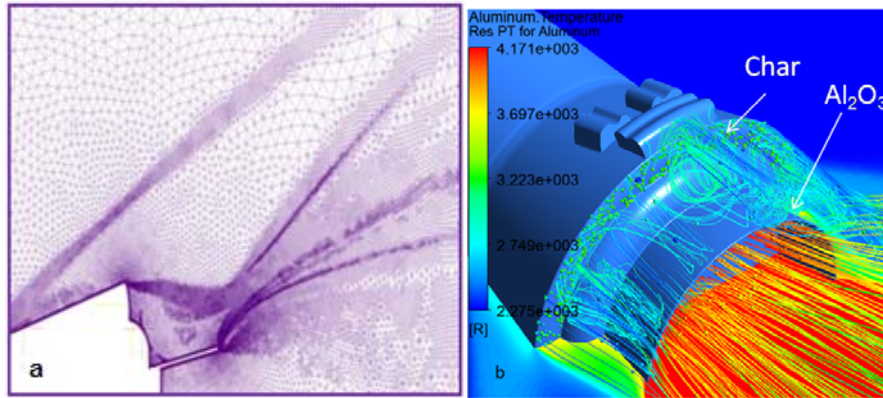 a
Aluminum.Temperature
Res PT for Aluminum
4.171e+003
3.697e+003
3.223e+003
2.749e+003
2.275e+003
[R]
Char
Al₂O₃
b